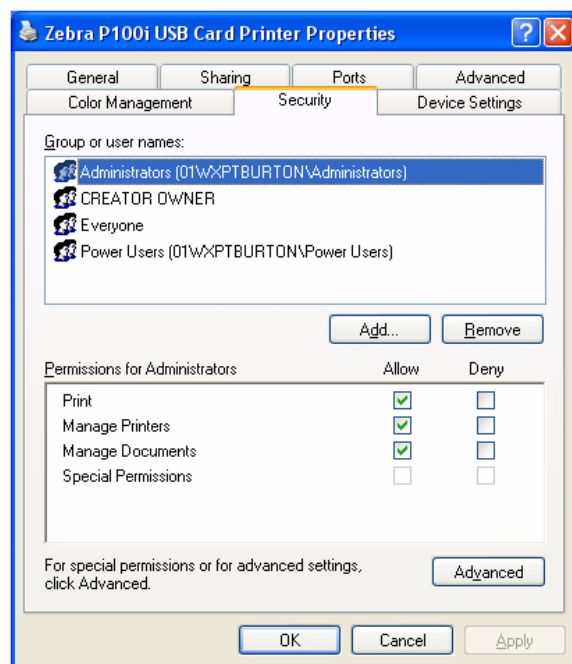 Zebra P100i USB Card Printer Properties
General Sharing Ports Advanced
Color Management Security Device Settings
Group or user names:
Administrators (01WXPTBURTON\Administrators)
CREATOR OWNER
Everyone
Power Users (01WXPTBURTON\Power Users)
Add... Remove
Permissions for Administrators Allow Deny
Print
Manage Printers
Manage Documents
Special Permissions
For special permissions or for advanced settings,
click Advanced.
Advanced
OK Cancel Apply